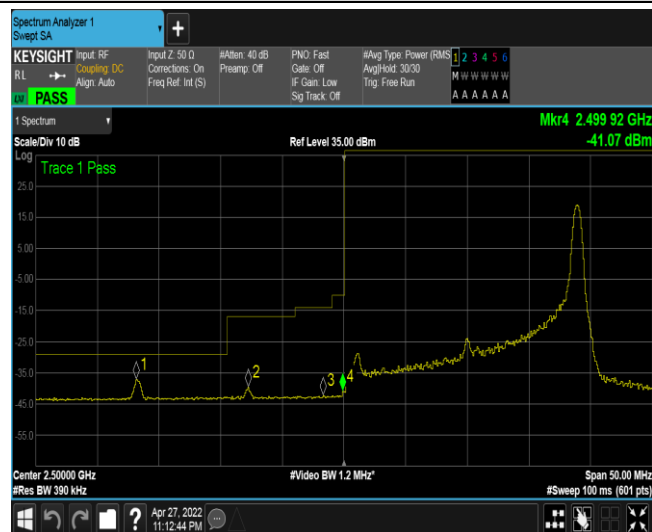 Spectrum Analyzer 1
Swept SA
+
KEYSIGHT Input: RF Input Z: 50 Ω #Atten: 40 dB PNO: Fast #Avg Type: Power (RMS 1 2 3 4 5 6
RL Coupling: DC Corrections: On Preamp: Off Gate: Off Avg|Hold: 30/30 M W W W W W
Align: Auto Freq Ref: Int (S) IF Gain: Low Trig: Free Run
PASS Sig Track: Off A A A A A A
1 Spectrum Mkr4 2.499 92 GHz
Scale/Div 10 dB Ref Level 35.00 dBm -41.07 dBm
Log
Trace 1 Pass
25.0
15.0
5.00
-5.00
-15.0
-25.0
-35.0
1 2 3 4
-45.0
-55.0
Center 2.50000 GHz #Video BW 1.2 MHz* Span 50.00 MHz
#Res BW 390 kHz #Sweep 100 ms (601 pts)
? Apr 27, 2022
11:12:44 PM